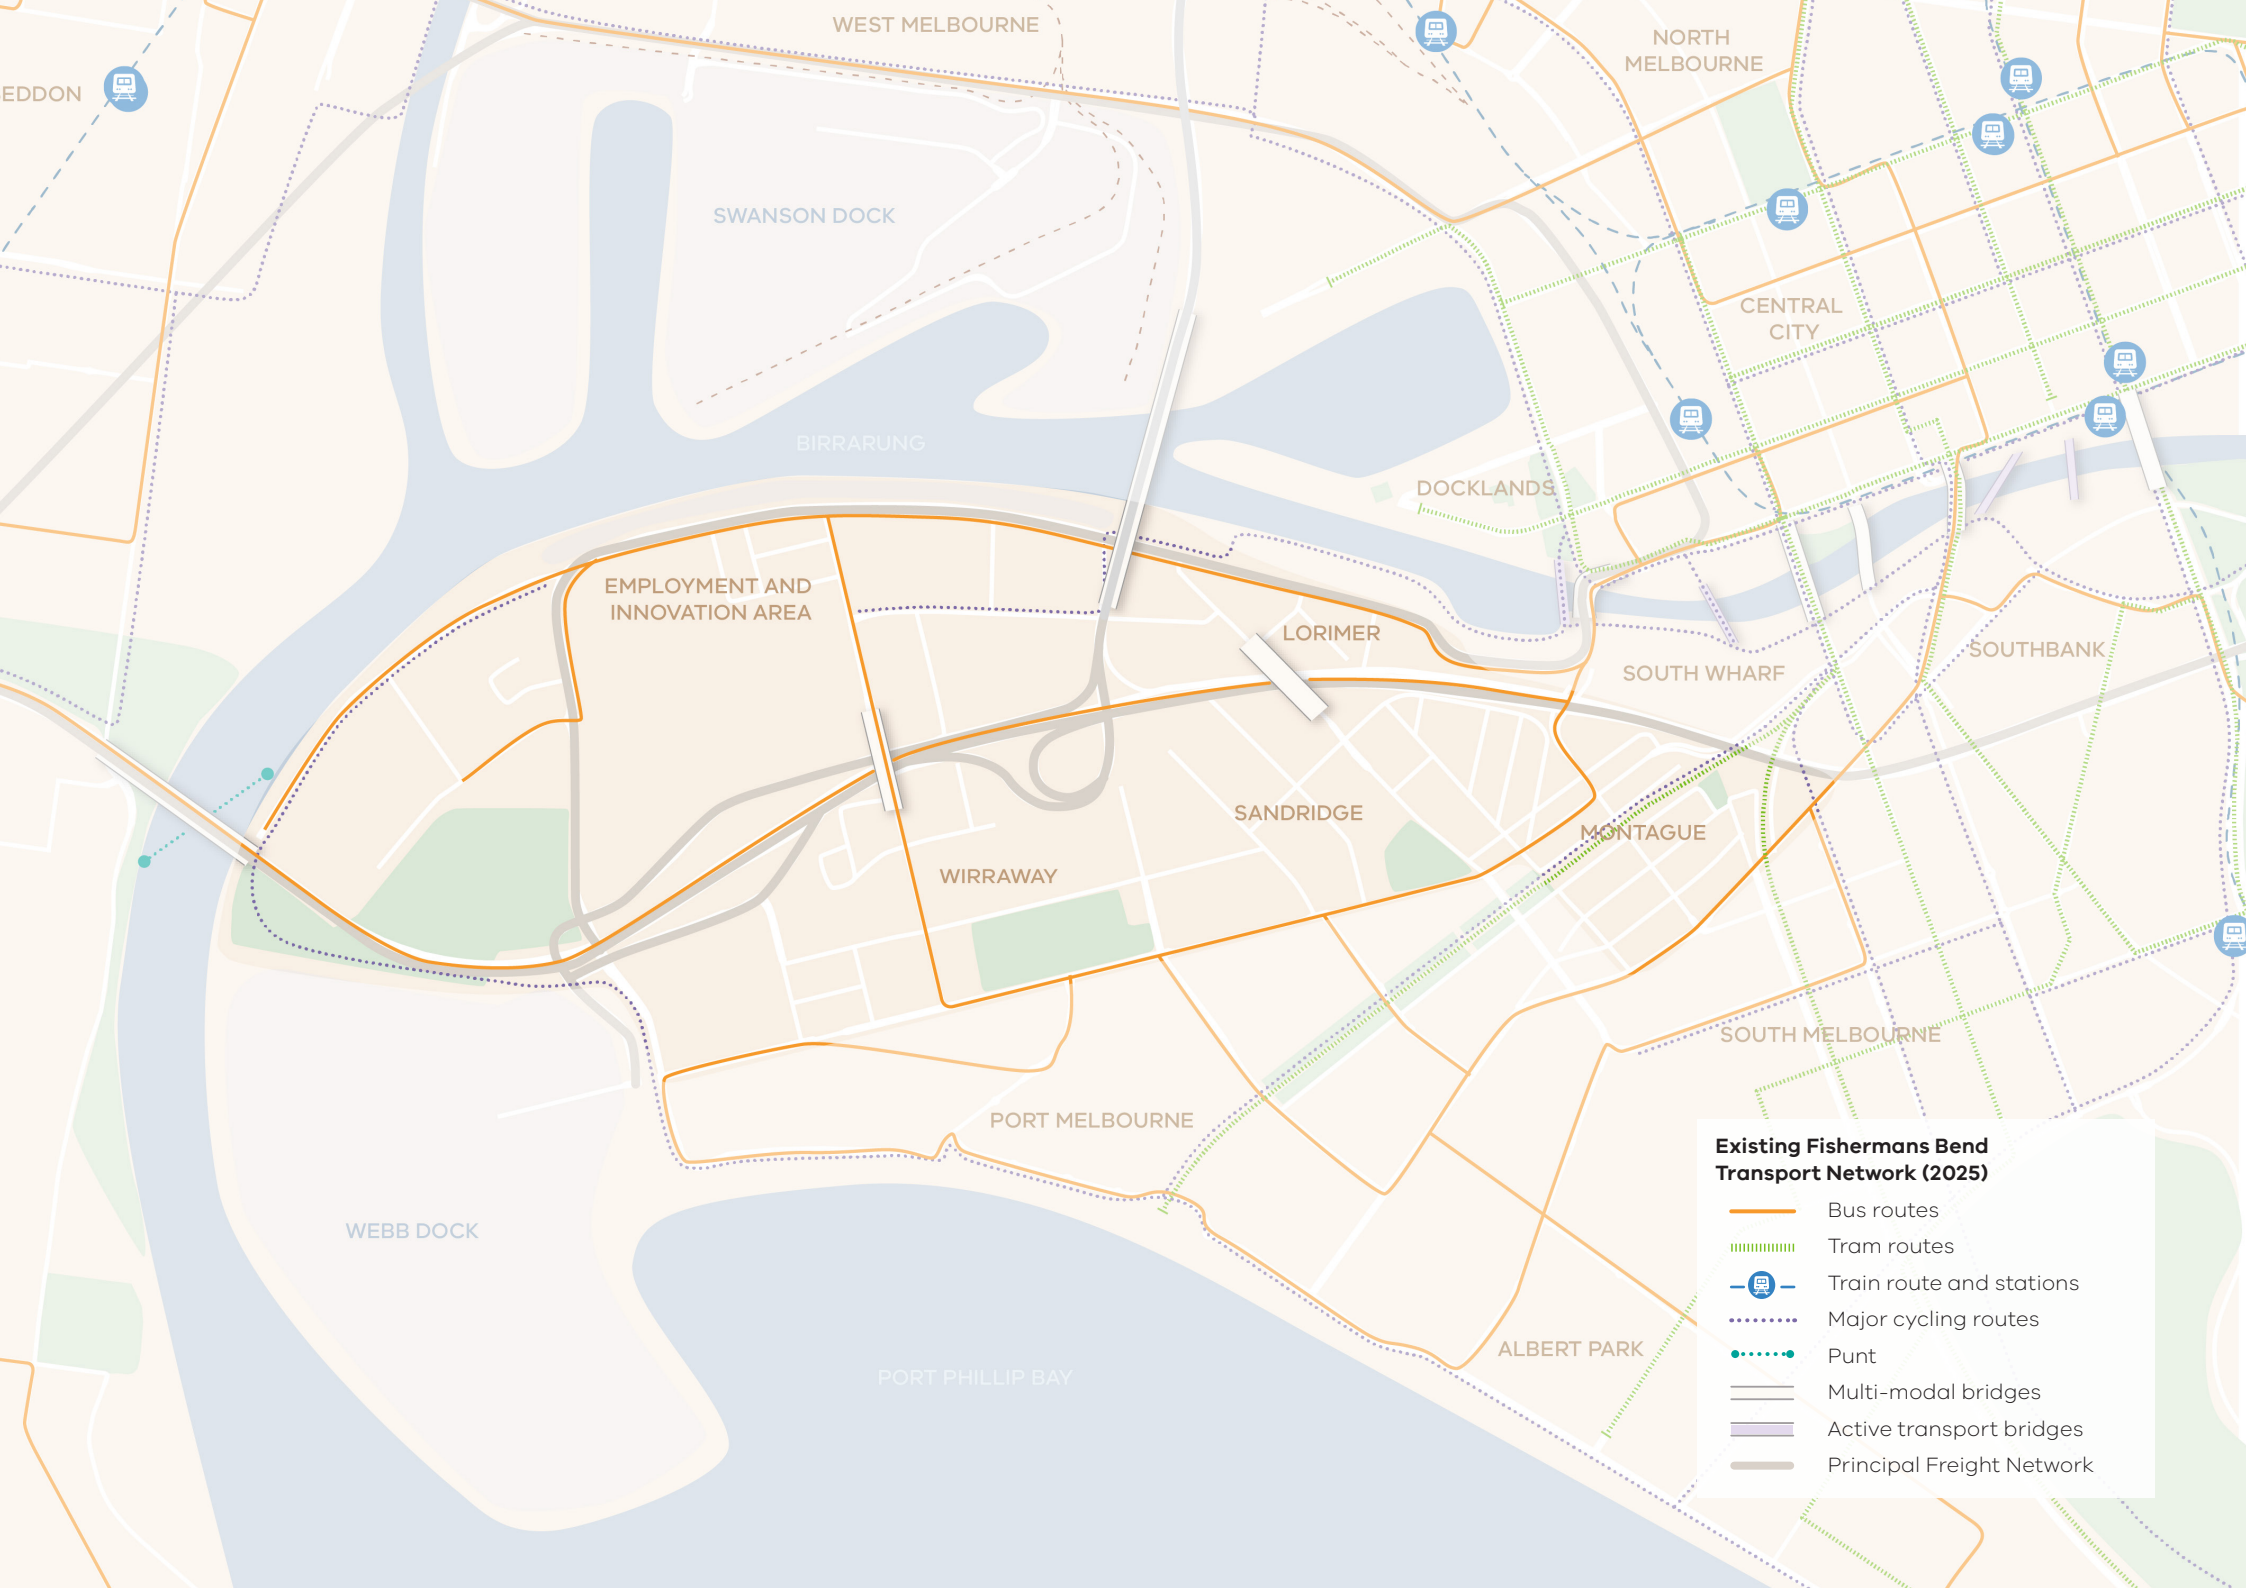 WEST MELBOURNE
NORTH
MELBOURNE
EDDON
SWANSON DOCK
CENTRAL
CITY
BIRRARUNG
DOCKLANDS
EMPLOYMENT AND
INNOVATION AREA
LORIMER
SOUTH WHARF
SOUTHBANK
SANDRIDGE
MONTAGUE
WIRRAWAY
SOUTH MELBOURNE
PORT MELBOURNE
WEBB DOCK
ALBERT PARK
PORT PHILLIP BAY
Existing Fishermans Bend
Transport Network (2025)
Bus routes
Tram routes
Train route and stations
Major cycling routes
Punt
Multi-modal bridges
Active transport bridges
Principal Freight Network